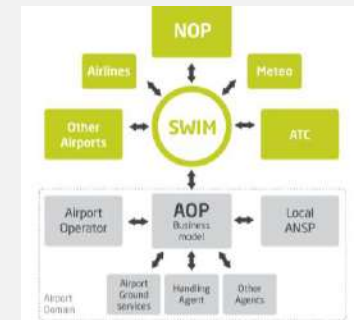 NOP
Airlines
Meteo
Other
Airports
SWIM
ATC
Airport
Operator
AOP
Business
model
Local
ANSP
Airport
Ground
services
Handling
Agent
Other
Agents
Airport
Domain